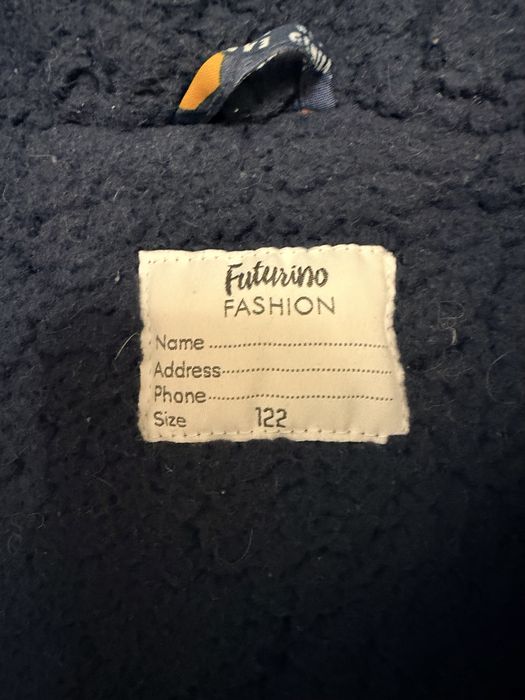 Futurino
FASHION
Name
Address
Phone
Size 122